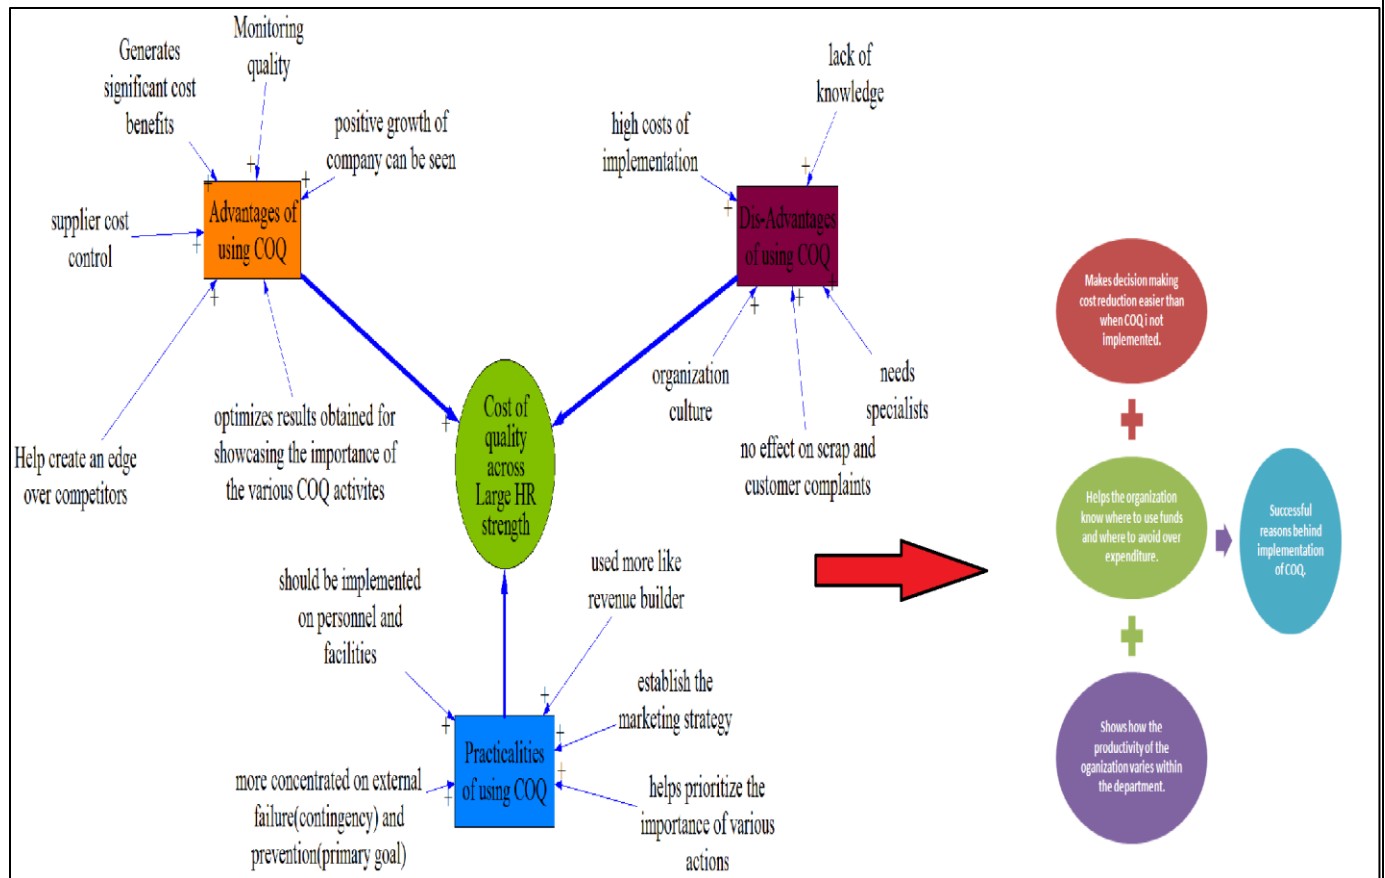 Monitoring
quality
Generates
significant cost
benefits
positive growth of
company can be seen
supplier cost
control
Advantages of
using COQ
Help create an edge
over competitors
optimizes results obtained for
showcasing the importance of
the various COQ activites
lack of
knowledge
high costs of
implementation
Dis-Advantages
of using COQ
organization
culture
no effect on scrap and
customer complaints
needs
specialists
Cost of
quality
across
Large HR
strength
should be implemented
on personnel and
facilities
used more like
revenue builder
establish the
marketing strategy
Practicalities
of using COQ
more concentrated on external
failure(contingency) and
prevention(primary goal)
helps prioritize the
importance of various
actions
Makes decision making
cost reduction easier than
when COQ i not
implemented.
Helps the organization
know where to use funds
and where to avoid over
expenditure.
Successful
reasons behind
implementation
of COQ.
Shows how the
productivity of the
oganization varies within
the department.